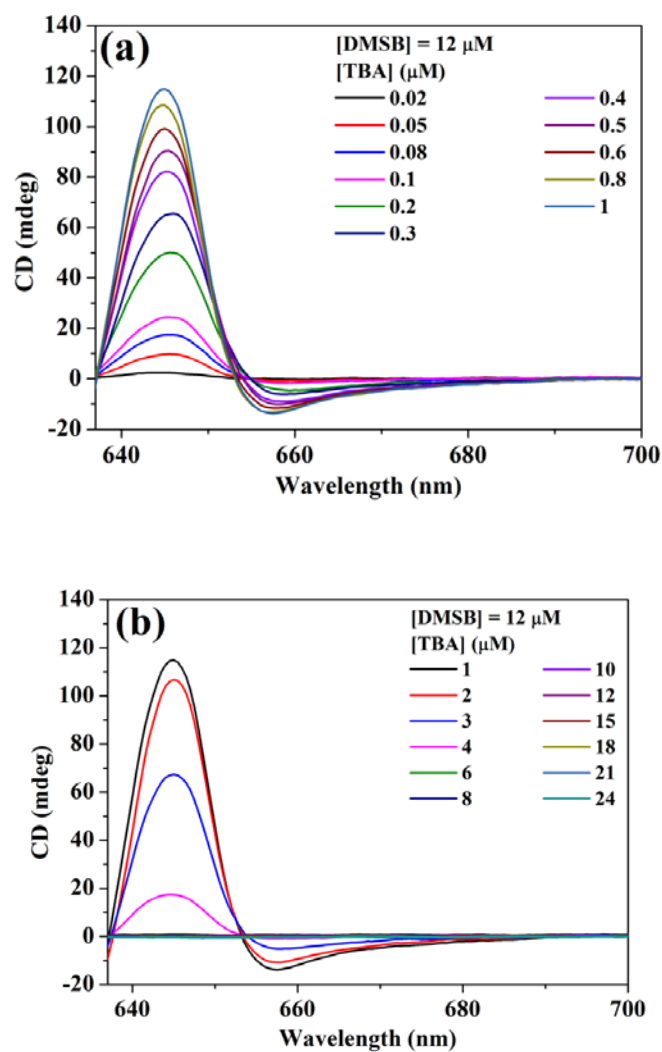 (a)
[DMSB] = 12 μM
[TBA] (μM)
0.02 0.4
0.05 0.5
0.08 0.6
0.1 0.8
0.2 1
0.3
140
120
100
80
60
40
20
0
-20
CD (mdeg)
640 660 680 700
Wavelength (nm)
(b)
[DMSB] = 12 μM
[TBA] (μM)
1 10
2 12
3 15
4 18
6 21
8 24
140
120
100
80
60
40
20
0
-20
CD (mdeg)
640 660 680 700
Wavelength (nm)